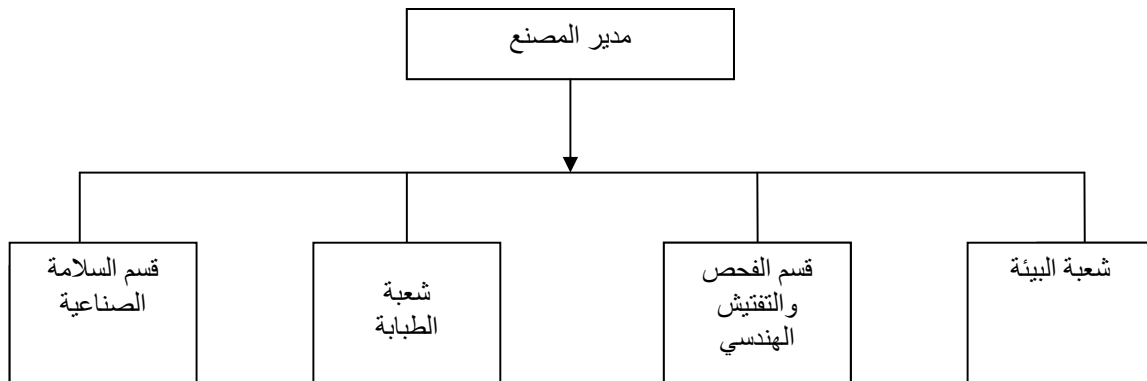 مدير المصنع
شعبة البيئة
قسم الفحص
والتفتيش
الهندسي
شعبة
الطبابة
قسم السلامة
الصناعية